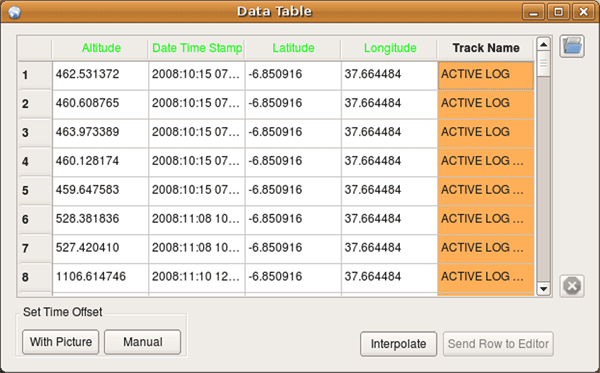 Data Table
Altitude Date Time Stamp Latitude Longitude Track Name
1 462.531372 2008:10:15 07... -6.850916 37.664484 ACTIVE LOG
2 460.608765 2008:10:15 07... -6.850916 37.664484 ACTIVE LOG
3 463.973389 2008:10:15 07... -6.850916 37.664484 ACTIVE LOG
4 460.128174 2008:10:15 07... -6.850916 37.664484 ACTIVE LOG ...
5 459.647583 2008:10:15 07... -6.850916 37.664484 ACTIVE LOG ...
6 528.381836 2008:11:08 10... -6.850916 37.664484 ACTIVE LOG ...
7 527.420410 2008:11:08 10... -6.850916 37.664484 ACTIVE LOG ...
8 1106.614746 2008:11:10 12... -6.850916 37.664484 ACTIVE LOG ...
Set Time Offset
With Picture Manual Interpolate Send Row to Editor